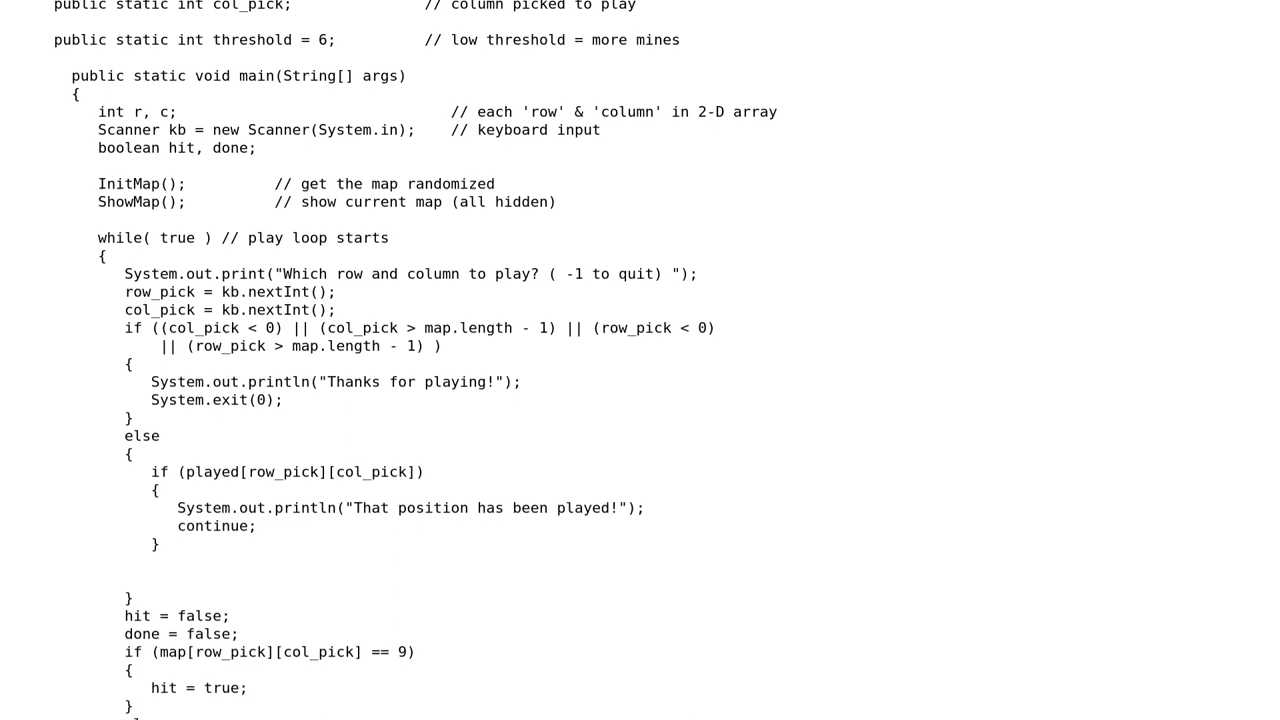 public static int col_pick;               // column picked to play
public static int threshold = 6;          // low threshold = more mines
public static void main(String[] args)
{
int r, c;                               // each 'row' & 'column' in 2-D array
Scanner kb = new Scanner(System.in);    // keyboard input
boolean hit, done;
InitMap();          // get the map randomized
ShowMap();          // show current map (all hidden)
while( true ) // play loop starts
{
System.out.print("Which row and column to play? ( -1 to quit) ");
row_pick = kb.nextInt();
col_pick = kb.nextInt();
if ((col_pick < 0) || (col_pick > map.length - 1) || (row_pick < 0)
|| (row_pick > map.length - 1) )
{
System.out.println("Thanks for playing!");
System.exit(0);
}
else
{
if (played[row_pick][col_pick])
{
System.out.println("That position has been played!");
continue;
}
}
hit = false;
done = false;
if (map[row_pick][col_pick] == 9)
{
hit = true;
}